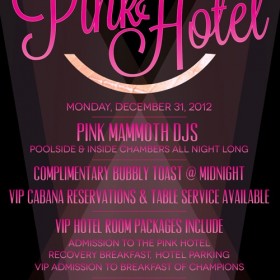 Pink
Hotel
MONDAY, DECEMBER 31, 2012
PINK MAMMOTH DJS
POOLSIDE & INSIDE CHAMBERS ALL NIGHT LONG
COMPLIMENTARY BUBBLY TOAST @ MIDNIGHT
VIP CABANA RESERVATIONS & TABLE SERVICE AVAILABLE
VIP HOTEL ROOM PACKAGES INCLUDE
ADMISSION TO THE PINK HOTEL
RECOVERY BREAKFAST, HOTEL PARKING
VIP ADMISSION TO BREAKFAST OF CHAMPIONS